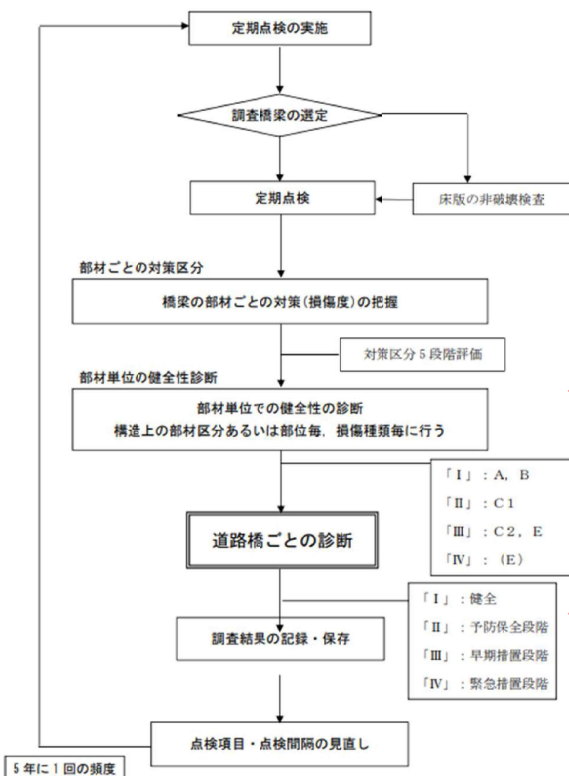 定期点検の実施
調査橋梁の選定
定期点検
床版の非破壊検査
部材ごとの対策区分
橋梁の部材ごとの対策(損傷度)の把握
対策区分5段階評価
部材単位の健全性診断
部材単位での健全性の診断
構造上の部材区分あるいは部位毎，損傷種類毎に行う
「Ⅰ」：A，B
「Ⅱ」：C1
「Ⅲ」：C2，E
「Ⅳ」：(E)
道路橋ごとの診断
「Ⅰ」：健全
「Ⅱ」：予防保全段階
「Ⅲ」：早期措置段階
「Ⅳ」：緊急措置段階
調査結果の記録・保存
点検項目・点検間隔の見直し
5年に1回の頻度